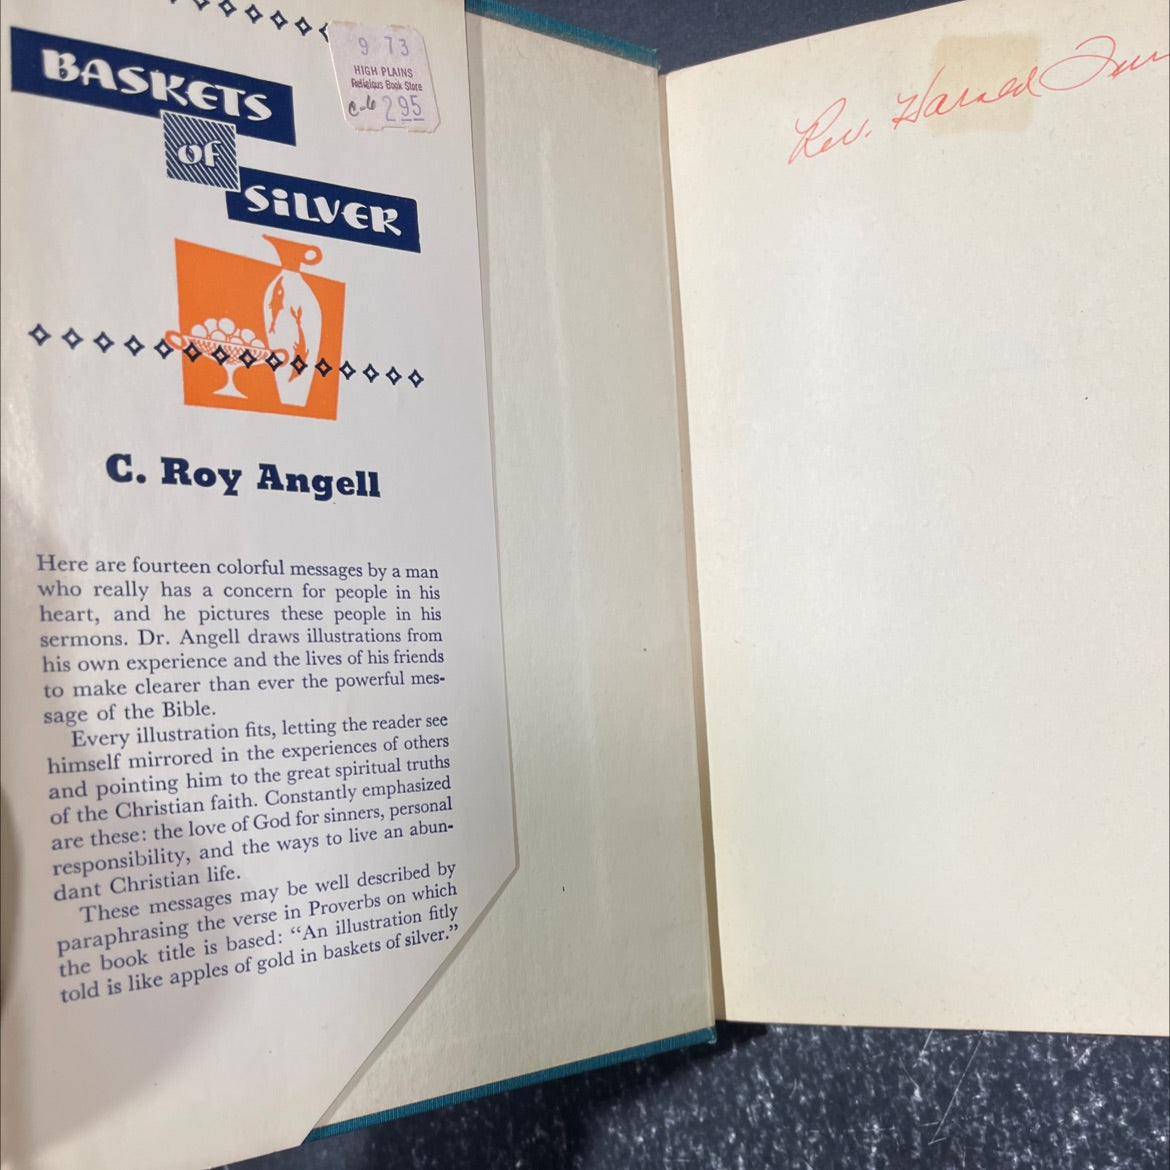 BASKETS
of
SiLVER
9 73
HIGH PLAINS
Religious Book Store
c-6 2.95
C. Roy Angell
Here are fourteen colorful messages by a man
who really has a concern for people in his
heart, and he pictures these people in his
sermons. Dr. Angell draws illustrations from
his own experience and the lives of his friends
to make clearer than ever the powerful mes-
sage of the Bible.
Every illustration fits, letting the reader see
himself mirrored in the experiences of others
and pointing him to the great spiritual truths
of the Christian faith. Constantly emphasized
are these: the love of God for sinners, personal
responsibility, and the ways to live an abun-
dant Christian life.
These messages may be well described by
paraphrasing the verse in Proverbs on which
the book title is based: “An illustration fitly
told is like apples of gold in baskets of silver.”
Rev. Harold